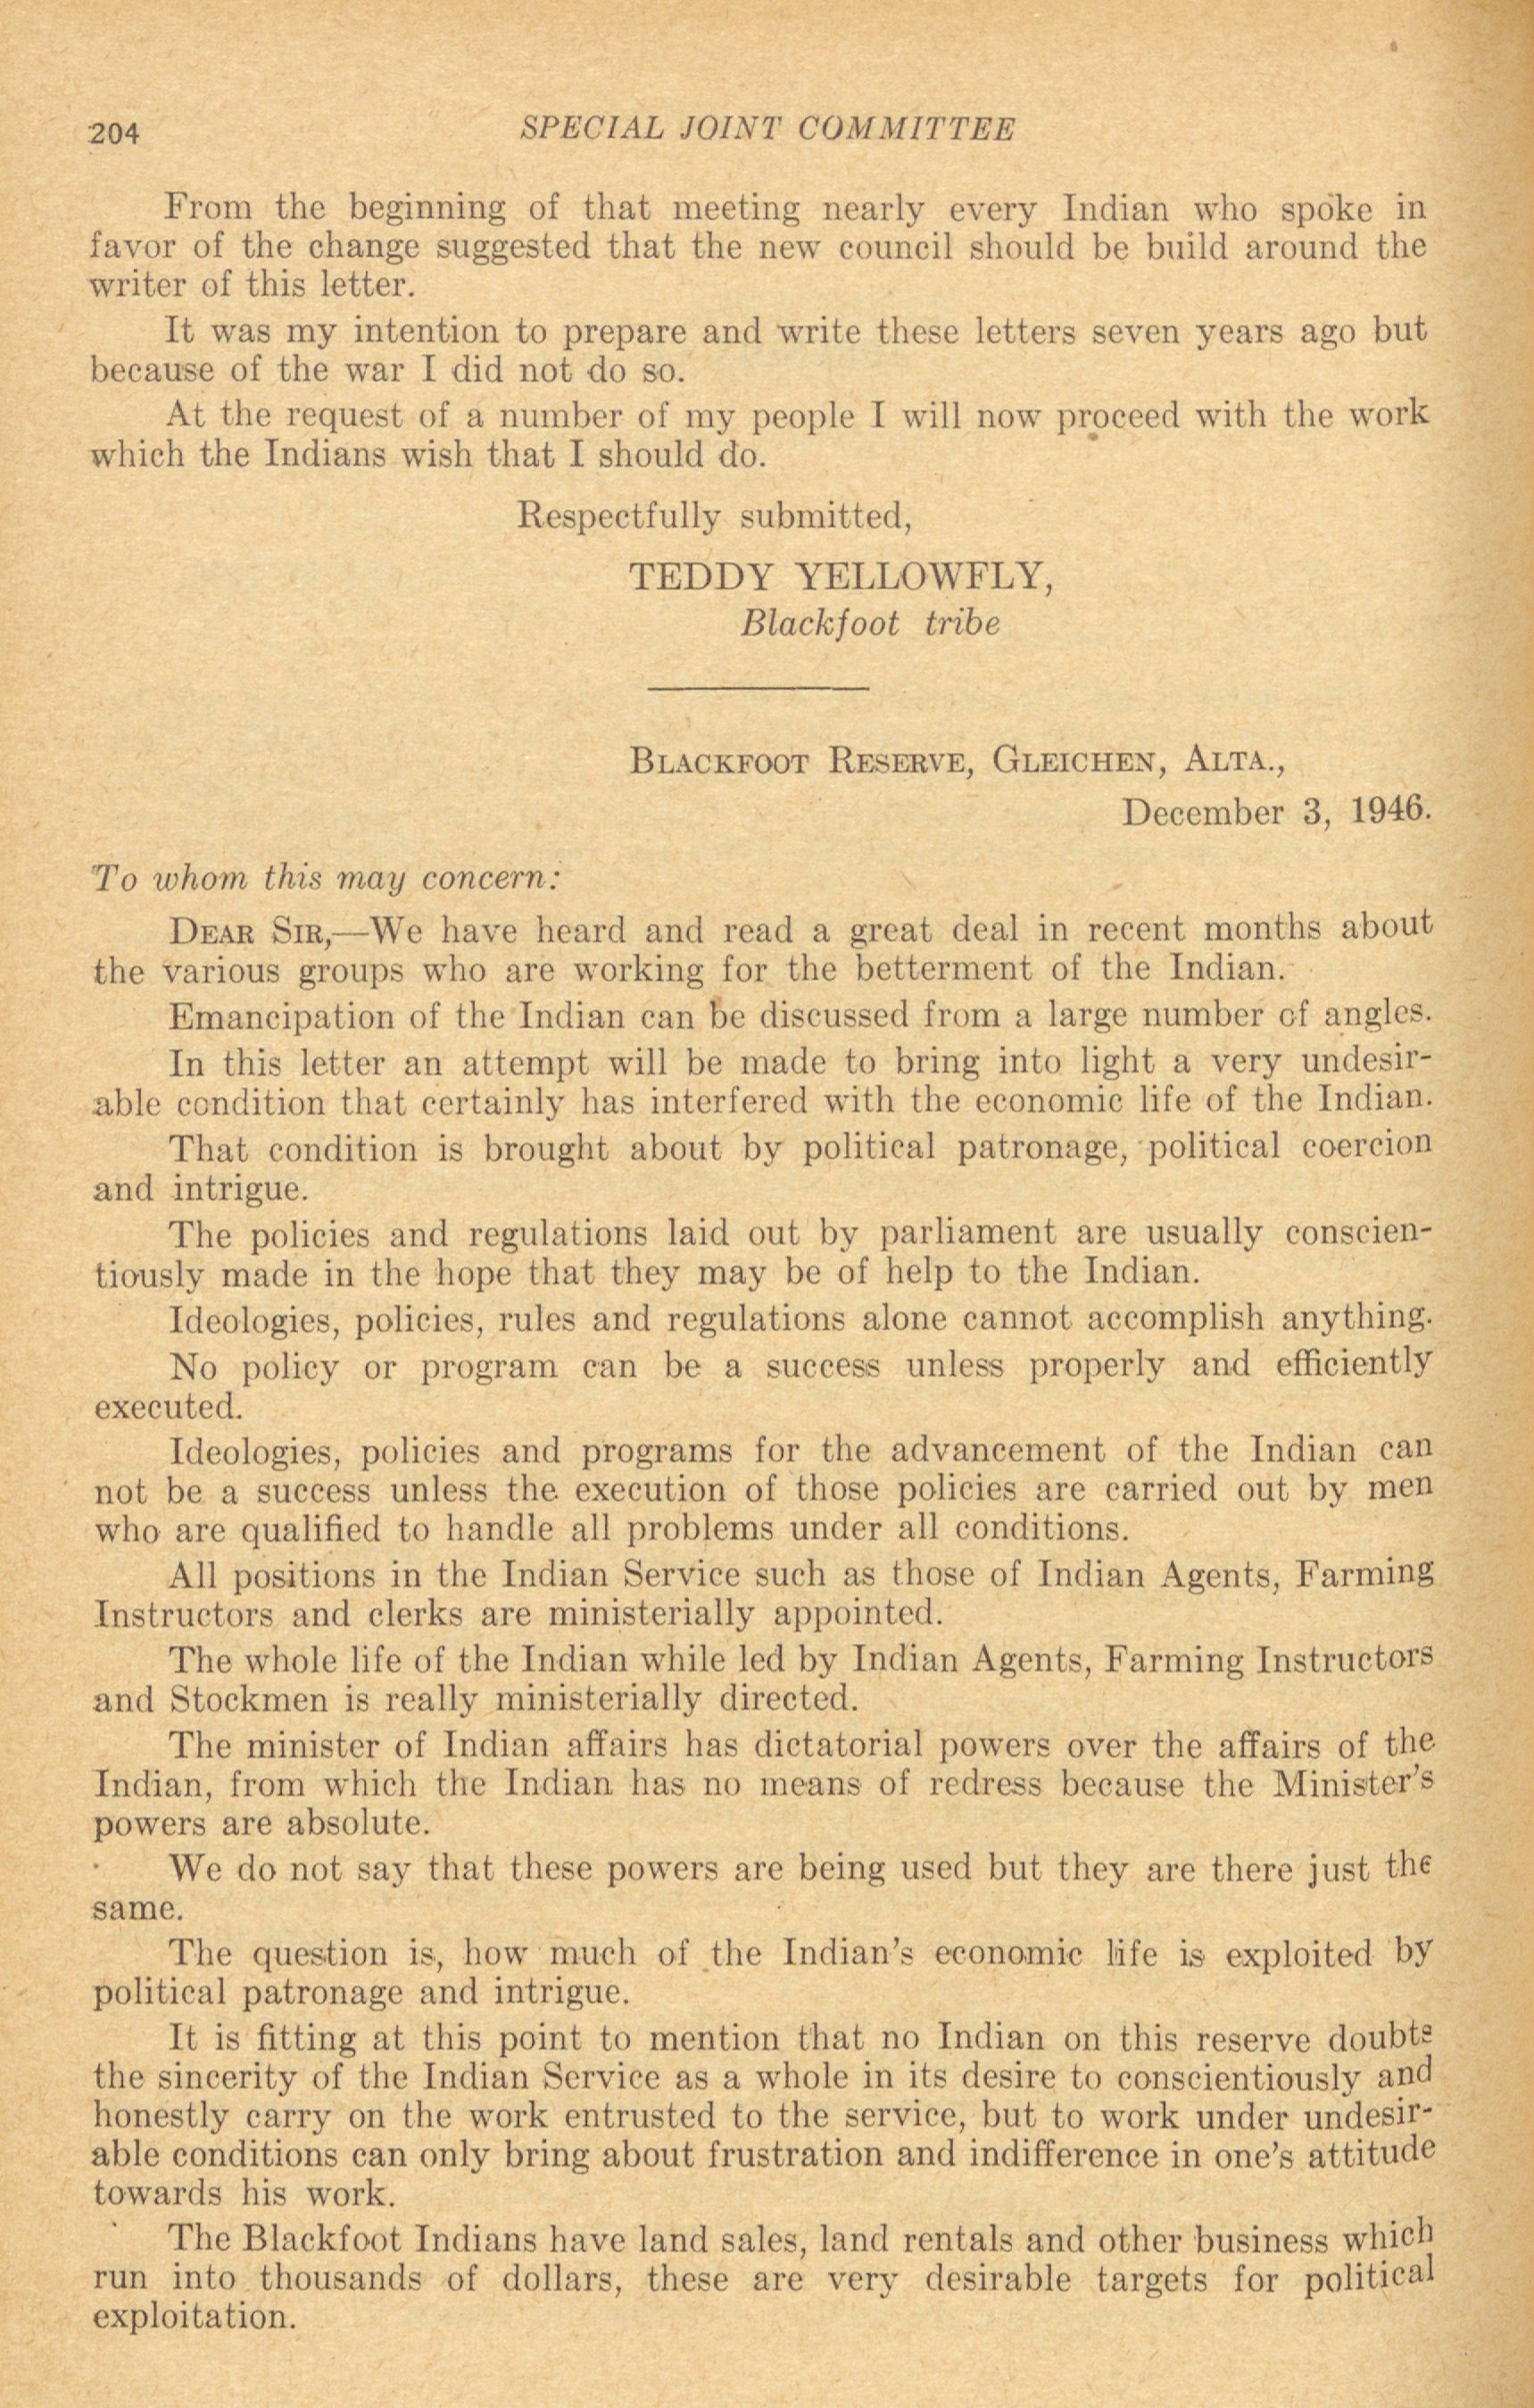 204 SPECIAL JOINT COMMITTEE
From the beginning of that meeting nearly every Indian who spoke in
favor of the change suggested that the new council should be build around the
writer of this letter.
It was my intention to prepare and write these letters seven years ago but
because of the war I did not do so.
At the request of a number of my people I will now proceed with the work
which the Indians wish that I should do.
Respectfully submitted,
TEDDY YELLOWFLY,
Blackfoot tribe
BLACKFOOT RESERVE, GLEICHEN, ALTA.,
December 3, 1946.
To whom this may concern:
DEAR SIR,—We have heard and read a great deal in recent months about
the various groups who are working for the betterment of the Indian.
Emancipation of the Indian can be discussed from a large number of angles.
In this letter an attempt will be made to bring into light a very undesir-
able condition that certainly has interfered with the economic life of the Indian.
That condition is brought about by political patronage, political coercion
and intrigue.
The policies and regulations laid out by parliament are usually conscien-
tiously made in the hope that they may be of help to the Indian.
Ideologies, policies, rules and regulations alone cannot accomplish anything.
No policy or program can be a success unless properly and efficiently
executed.
Ideologies, policies and programs for the advancement of the Indian can
not be a success unless the execution of those policies are carried out by men
who are qualified to handle all problems under all conditions.
All positions in the Indian Service such as those of Indian Agents, Farming
Instructors and clerks are ministerially appointed.
The whole life of the Indian while led by Indian Agents, Farming Instructors
and Stockmen is really ministerially directed.
The minister of Indian affairs has dictatorial powers over the affairs of the
Indian, from which the Indian has no means of redress because the Minister's
powers are absolute.
We do not say that these powers are being used but they are there just the
same.
The question is, how much of the Indian's economic life is exploited by
political patronage and intrigue.
It is fitting at this point to mention that no Indian on this reserve doubts
the sincerity of the Indian Service as a whole in its desire to conscientiously and
honestly carry on the work entrusted to the service, but to work under undesir-
able conditions can only bring about frustration and indifference in one's attitude
towards his work.
The Blackfoot Indians have land sales, land rentals and other business which
run into thousands of dollars, these are very desirable targets for political
exploitation.